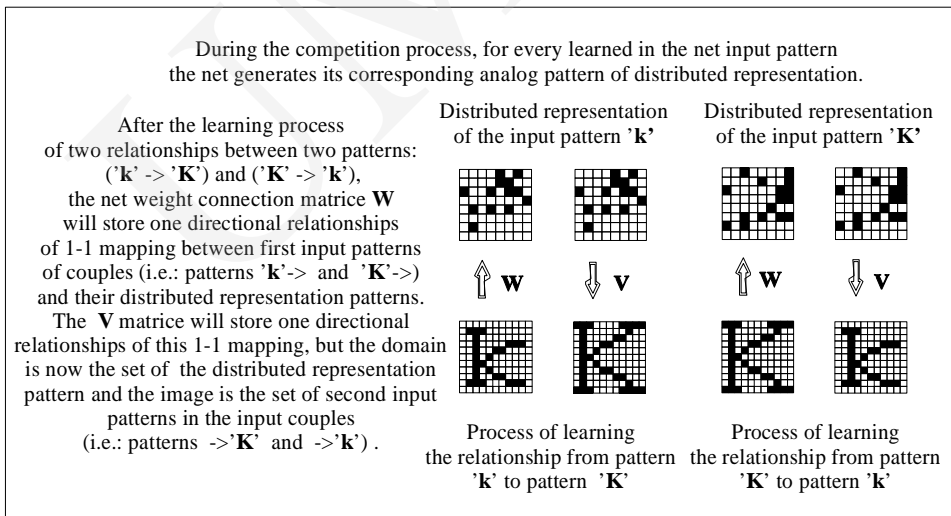 During the competition process, for every learned in the net input pattern
the net generates its corresponding analog pattern of distributed representation.
After the learning process
of two relationships between two patterns:
('k' -> 'K') and ('K' -> 'k'),
the net weight connection matrice W
will store one directional relationships
of 1-1 mapping between first input patterns
of couples (i.e.: patterns 'k'-> and 'K'->)
and their distributed representation patterns.
The V matrice will store one directional
relationships of this 1-1 mapping, but the domain
is now the set of the distributed representation
pattern and the image is the set of second input
patterns in the input couples
(i.e.: patterns ->'K' and ->'k') .
Distributed representation
of the input pattern 'k'
W
V
Process of learning
the relationship from pattern
'k' to pattern 'K'
Distributed representation
of the input pattern 'K'
W
V
Process of learning
the relationship from pattern
'K' to pattern 'k'